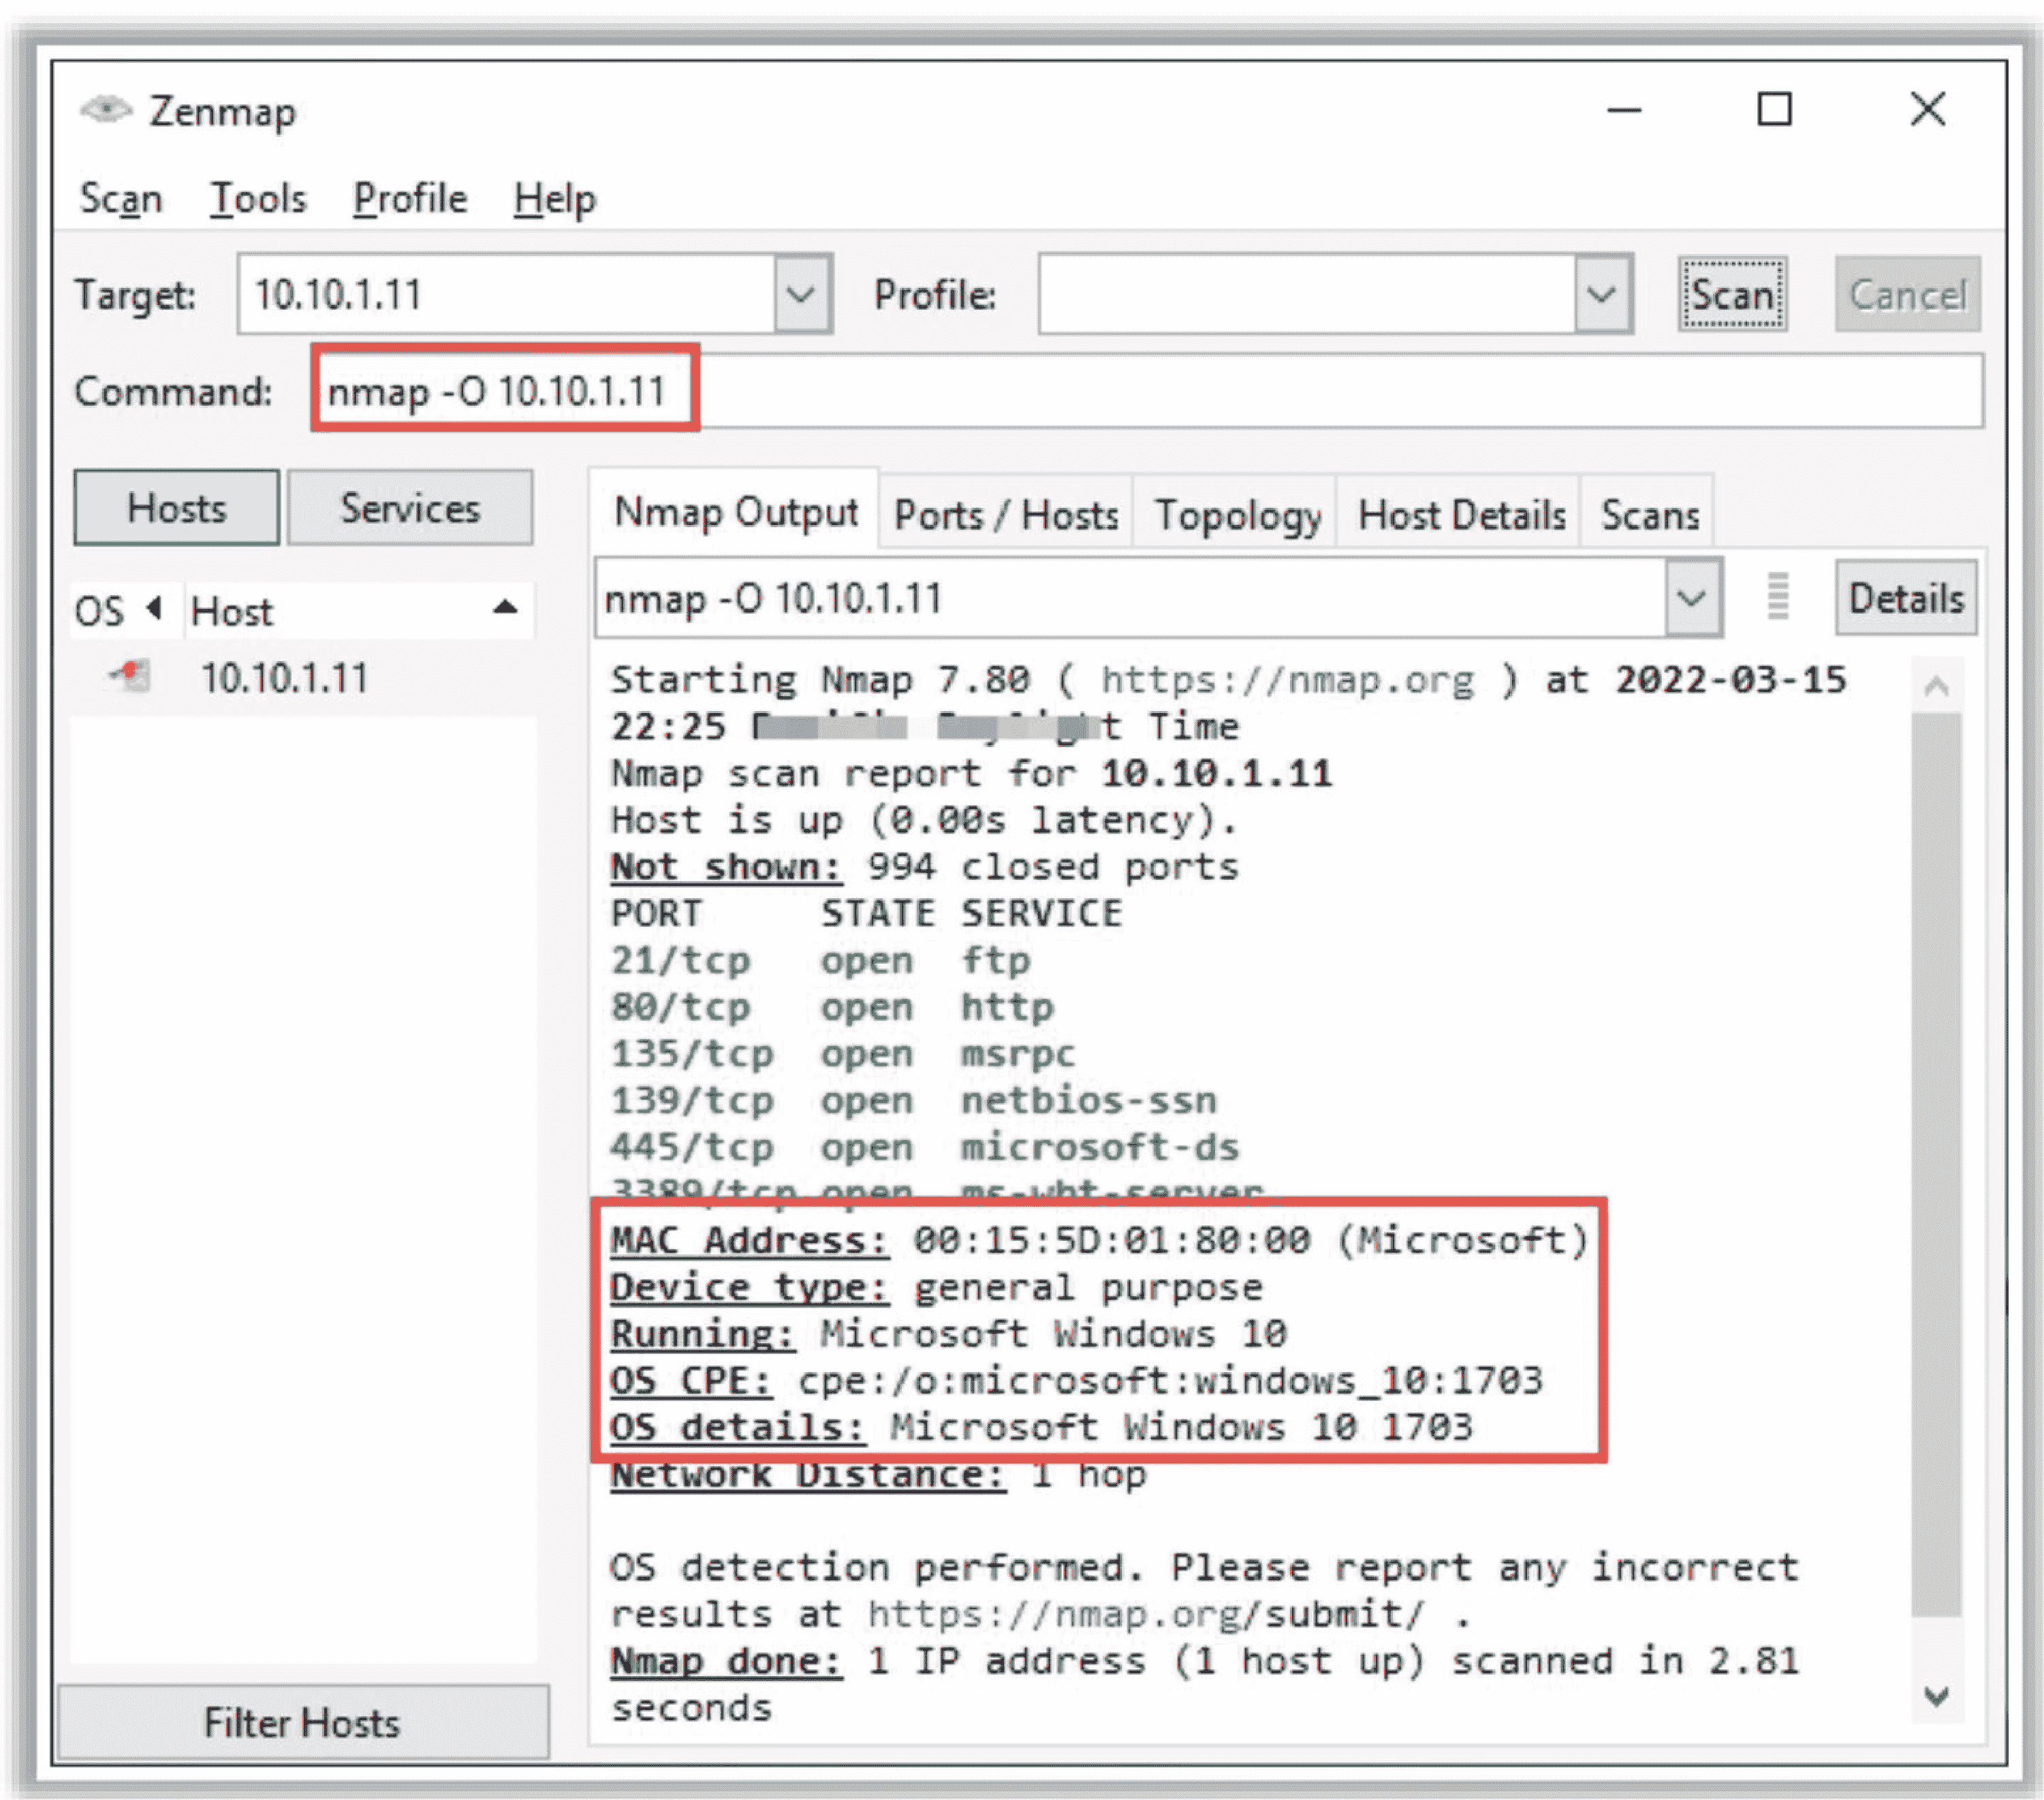 Zenmap
Scan Tools Profile Help
Target: 10.10.1.11 Profile: Scan Cancel
Command: nmap -O 10.10.1.11
Hosts Services
OS Host
10.10.1.11
Filter Hosts
Nmap Output Ports / Hosts Topology Host Details Scans
nmap -O 10.10.1.11 Details
Starting Nmap 7.80 ( https://nmap.org ) at 2022-03-15
22:25 Time
Nmap scan report for 10.10.1.11
Host is up (0.00s latency).
Not shown: 994 closed ports
PORT STATE SERVICE
21/tcp open ftp
80/tcp open http
135/tcp open msrpc
139/tcp open netbios-ssn
445/tcp open microsoft-ds
3389/tcp open ms-wbt-server
MAC Address: 00:15:5D:01:80:00 (Microsoft)
Device type: general purpose
Running: Microsoft Windows 10
OS CPE: cpe:/o:microsoft:windows_10:1703
OS details: Microsoft Windows 10 1703
Network Distance: 1 hop
OS detection performed. Please report any incorrect
results at https://nmap.org/submit/ .
Nmap done: 1 IP address (1 host up) scanned in 2.81
seconds